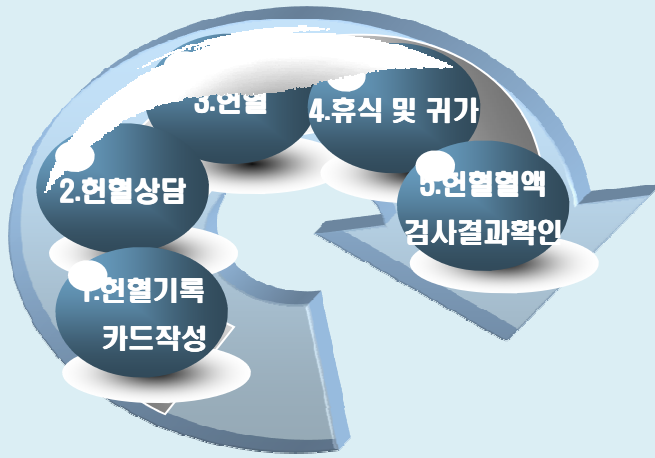 1.헌혈기록
카드작성
2.헌혈상담
3.헌혈
4.휴식 및 귀가
5.헌혈혈액
검사결과확인